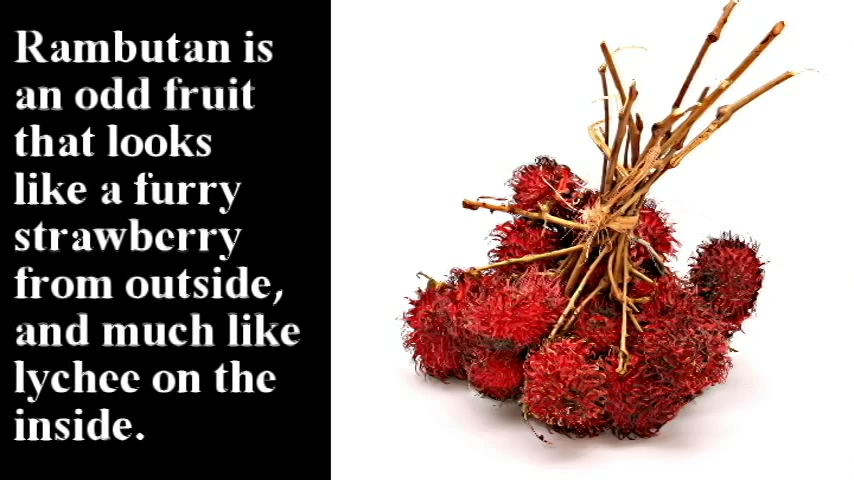 Rambutan is
an odd fruit
that looks
like a furry
strawberry
from outside,
and much like
lychee on the
inside.